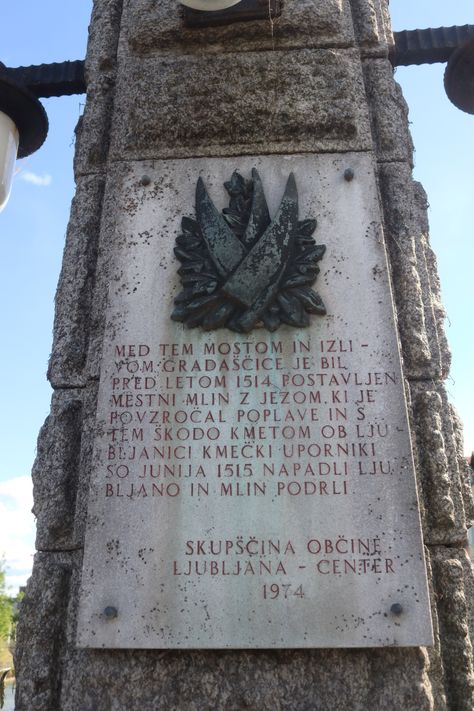 MED TEM MOSTOM IN IZLI -
VOM GRADAŠČICE JE BIL
PRED LETOM 1514 POSTAVLJEN
MESTNI MLIN Z JEZOM, KI JE
POVZROČAL POPLAVE IN S
TEM ŠKODO KMETOM OB LJU
BLJANICI KMEČKI UPORNIKI
SO JUNIJA 1515 NAPADLI LJU
BLJANO IN MLIN PODRLI
SKUPŠČINA OBČINE
LJUBLJANA - CENTER
1974